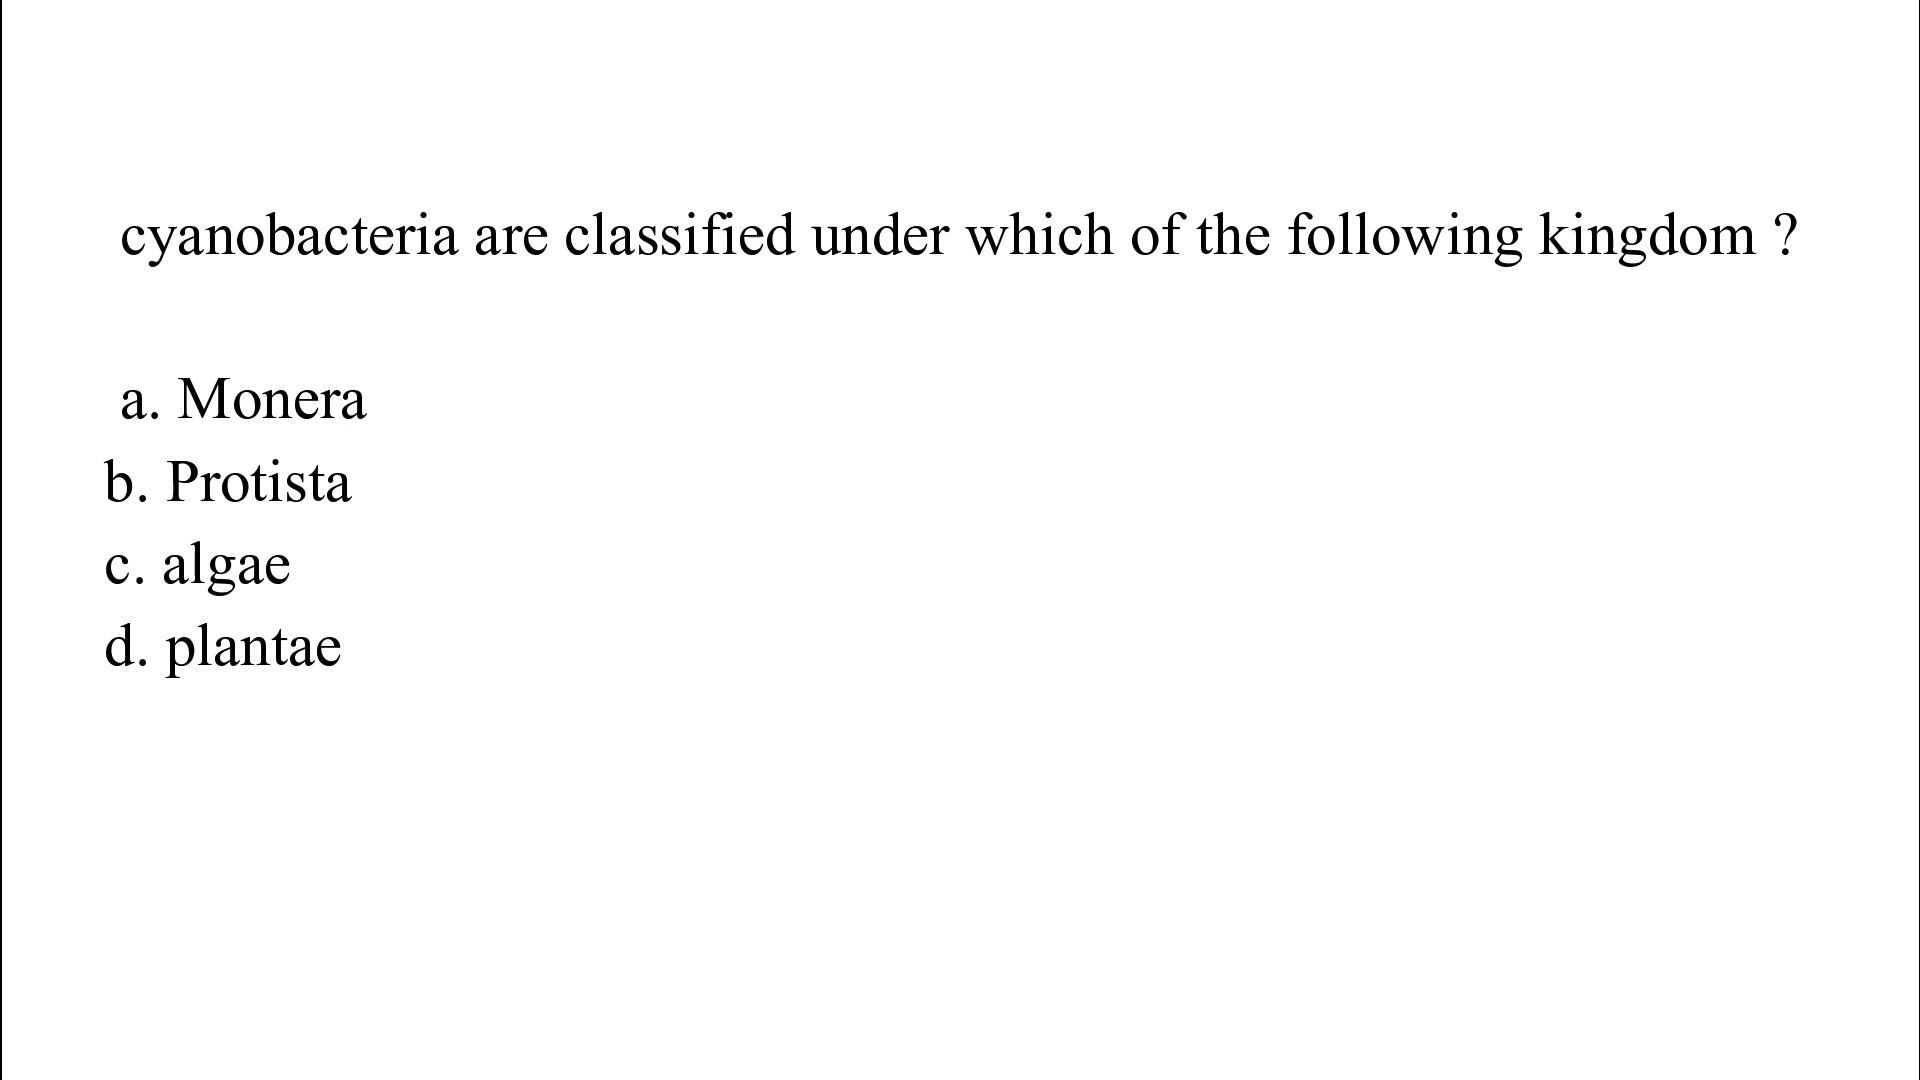 cyanobacteria are classified under which of the following kingdom ?
a. Monera
b. Protista
c. algae
d. plantae